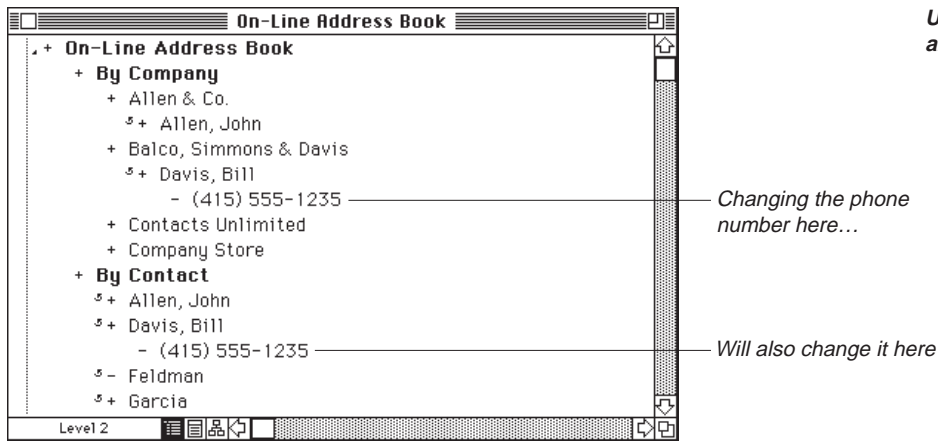 On-Line Address Book
+ On-Line Address Book
+ By Company
+ Allen & Co.
+ Allen, John
+ Balco, Simmons & Davis
+ Davis, Bill
- (415) 555-1235
Changing the phone
number here…
+ Contacts Unlimited
+ Company Store
+ By Contact
+ Allen, John
+ Davis, Bill
- (415) 555-1235
Will also change it here
- Feldman
+ Garcia
Level 2